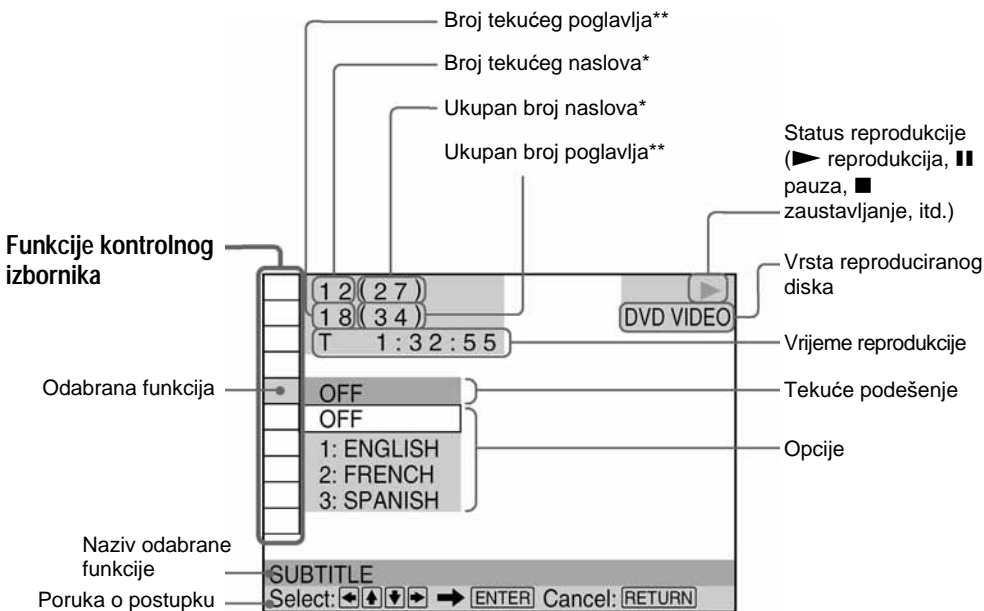 Broj tekućeg poglavlja**
Broj tekućeg naslova*
Ukupan broj naslova*
Ukupan broj poglavlja**
Status reprodukcije
(► reprodukcija, ❚❚
pauza, ■
zaustavljanje, itd.)
Funkcije kontrolnog
izbornika
Vrsta reproduciranog
diska
12(27)
18(34)
T 1:32:55
►
DVD VIDEO
Vrijeme reprodukcije
Odabrana funkcija
OFF
Tekuće podešenje
OFF
1: ENGLISH
2: FRENCH
3: SPANISH
Opcije
Naziv odabrane
funkcije
SUBTITLE
Poruka o postupku
Select: ←↑↓→ ➡ ENTER Cancel: RETURN